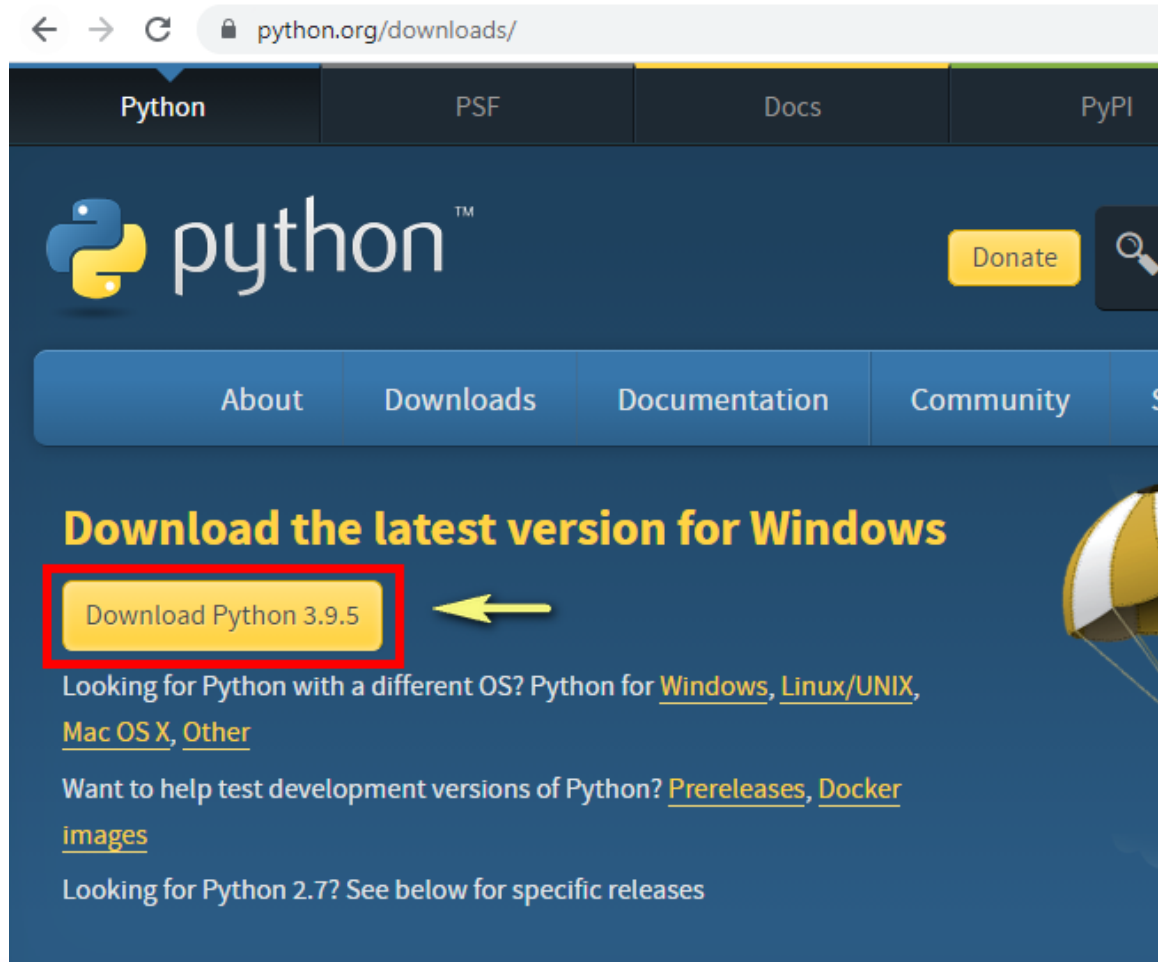 python.org/downloads/
Python PSF Docs PyPI
python™
Donate
About Downloads Documentation Community S
Download the latest version for Windows
Download Python 3.9.5
Looking for Python with a different OS? Python for Windows, Linux/UNIX,
Mac OS X, Other
Want to help test development versions of Python? Prereleases, Docker
images
Looking for Python 2.7? See below for specific releases